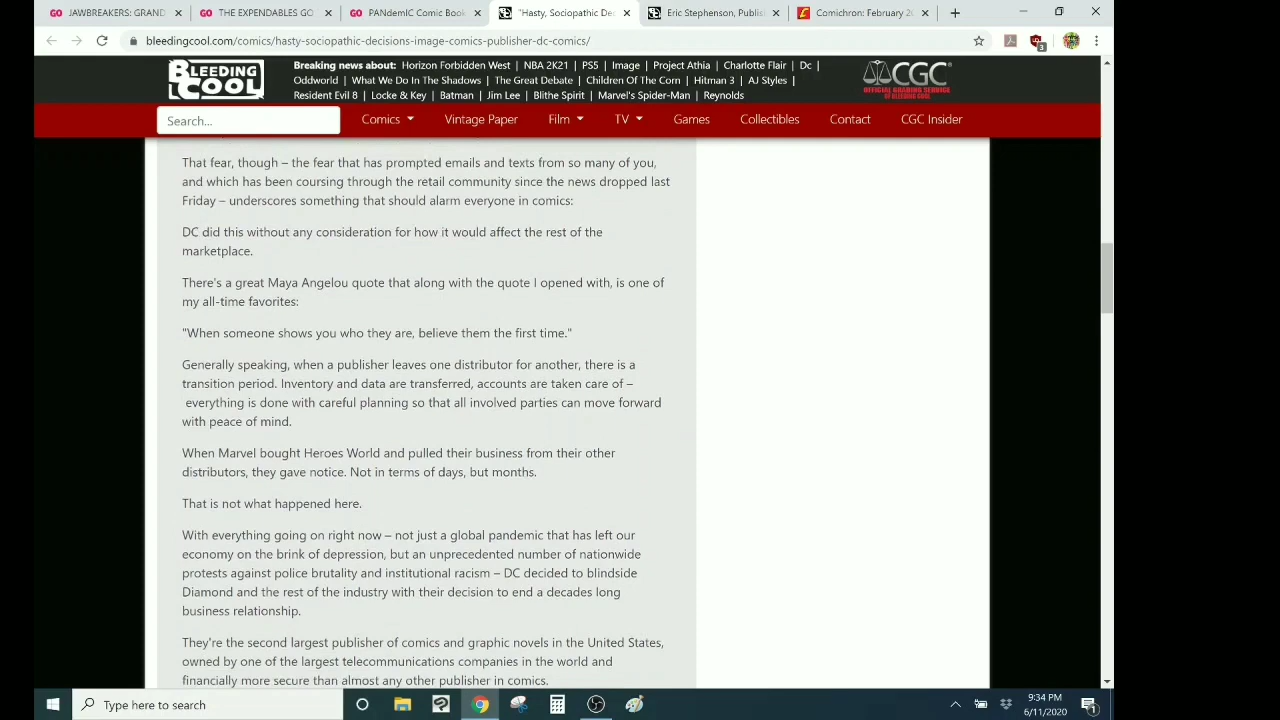 JAWBREAKERS: GRAND
THE EXPENDABLES GO
PANdemIC Comic Book
"Hasty, Sociopathic De
Eric Stephenson, Publis
Comichron: February 20
bleedingcool.com/comics/hasty-sociopathic-decisions-image-comics-publisher-dc-comics/
3
BLEEDING COOL
Breaking news about: Horizon Forbidden West | NBA 2K21 | PS5 | Image | Project Athia | Charlotte Flair | Dc |
Oddworld | What We Do In The Shadows | The Great Debate | Children Of The Corn | Hitman 3 | AJ Styles |
Resident Evil 8 | Locke & Key | Batman | Jim Lee | Blithe Spirit | Marvel's Spider-Man | Reynolds
CGC
OFFICIAL GRADING SERVICE
OF BLEEDING COOL
Search...
Comics
Vintage Paper
Film
TV
Games
Collectibles
Contact
CGC Insider
That fear, though – the fear that has prompted emails and texts from so many of you,
and which has been coursing through the retail community since the news dropped last
Friday – underscores something that should alarm everyone in comics:
DC did this without any consideration for how it would affect the rest of the
marketplace.
There's a great Maya Angelou quote that along with the quote I opened with, is one of
my all-time favorites:
"When someone shows you who they are, believe them the first time."
Generally speaking, when a publisher leaves one distributor for another, there is a
transition period. Inventory and data are transferred, accounts are taken care of –
everything is done with careful planning so that all involved parties can move forward
with peace of mind.
When Marvel bought Heroes World and pulled their business from their other
distributors, they gave notice. Not in terms of days, but months.
That is not what happened here.
With everything going on right now – not just a global pandemic that has left our
economy on the brink of depression, but an unprecedented number of nationwide
protests against police brutality and institutional racism – DC decided to blindside
Diamond and the rest of the industry with their decision to end a decades long
business relationship.
They're the second largest publisher of comics and graphic novels in the United States,
owned by one of the largest telecommunications companies in the world and
financially more secure than almost any other publisher in comics.
Type here to search
9:34 PM
6/11/2020
1